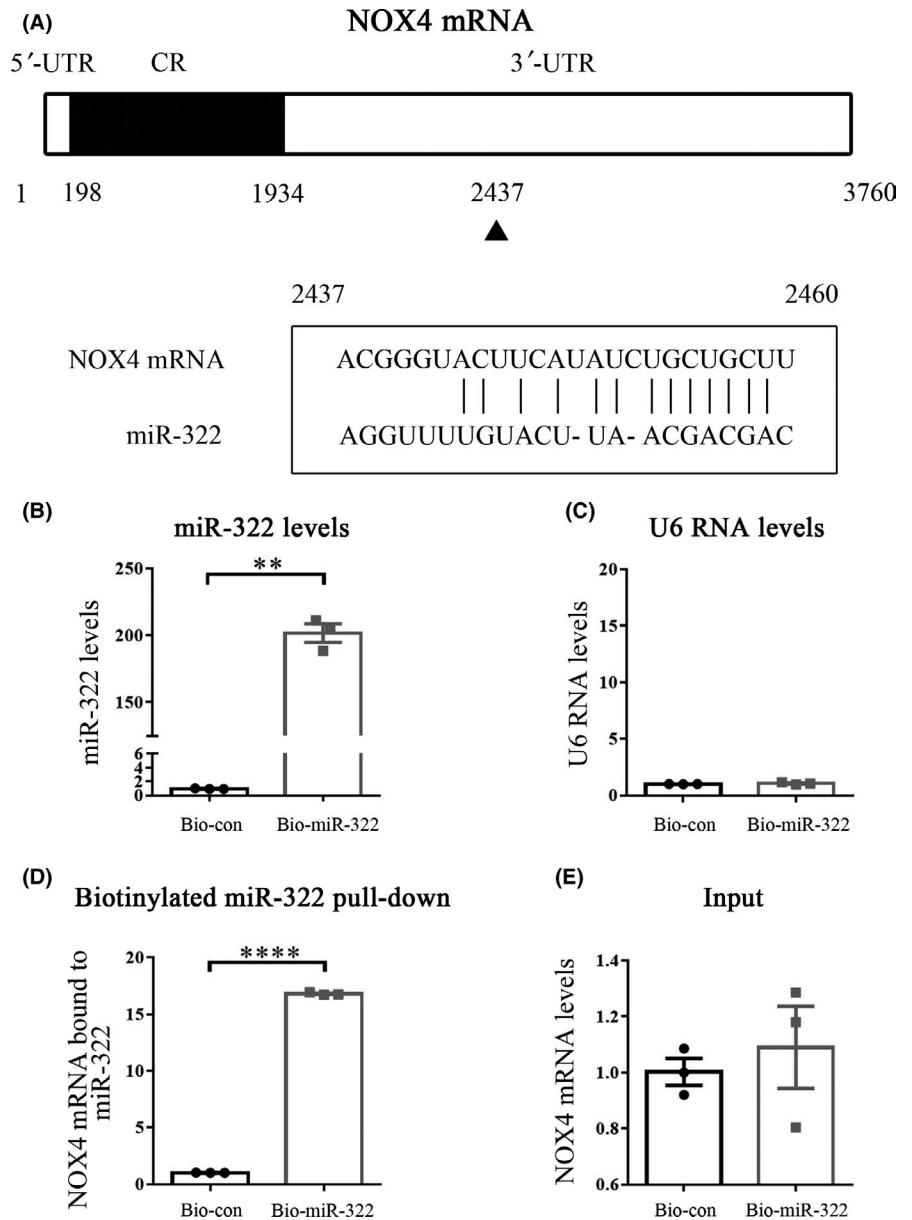 (A)
NOX4 mRNA
5′-UTR CR 3′-UTR
1 198 1934 2437 3760
2437 2460
NOX4 mRNA ACGGGUACUUCAUAUCUGCUGCUU
miR-322 AGGUUUUGUACU-UA-ACGACGAC
(B)
miR-322 levels
**
miR-322 levels
250
200
150
6
4
2
0
Bio-con Bio-miR-322
(C)
U6 RNA levels
U6 RNA levels
20
15
10
5
0
Bio-con Bio-miR-322
(D)
Biotinylated miR-322 pull-down
****
NOX4 mRNA bound to
miR-322
20
15
10
5
0
Bio-con Bio-miR-322
(E)
Input
NOX4 mRNA levels
1.4
1.2
1.0
0.8
0.6
Bio-con Bio-miR-322